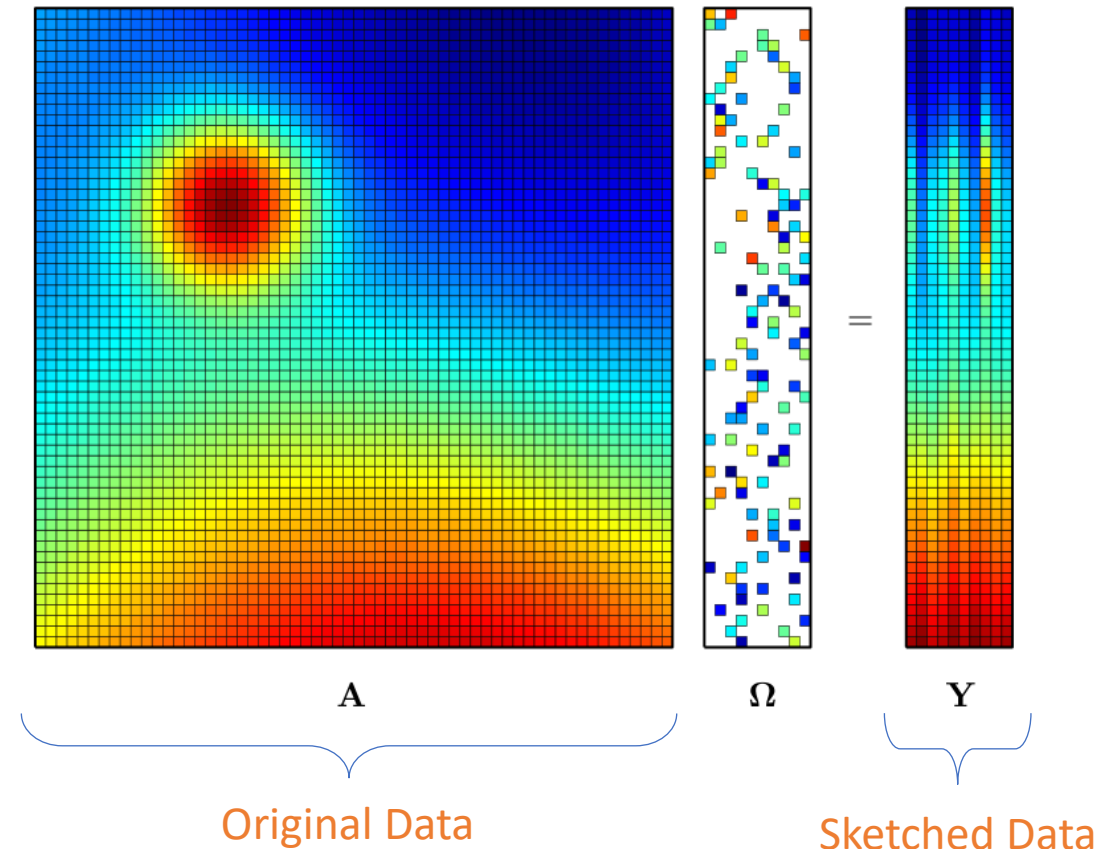 =
A
Ω
Y
Original Data
Sketched Data